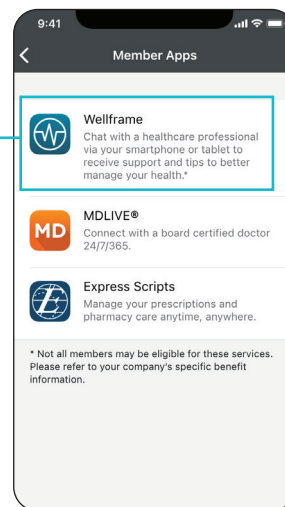 9:41
Member Apps
Wellframe
Chat with a healthcare professional
via your smartphone or tablet to
receive support and tips to better
manage your health.*
MD
MDLIVE®
Connect with a board certified doctor
24/7/365.
Express Scripts
Manage your prescriptions and
pharmacy care anytime, anywhere.
* Not all members may be eligible for these services.
Please refer to your company's specific benefit
information.